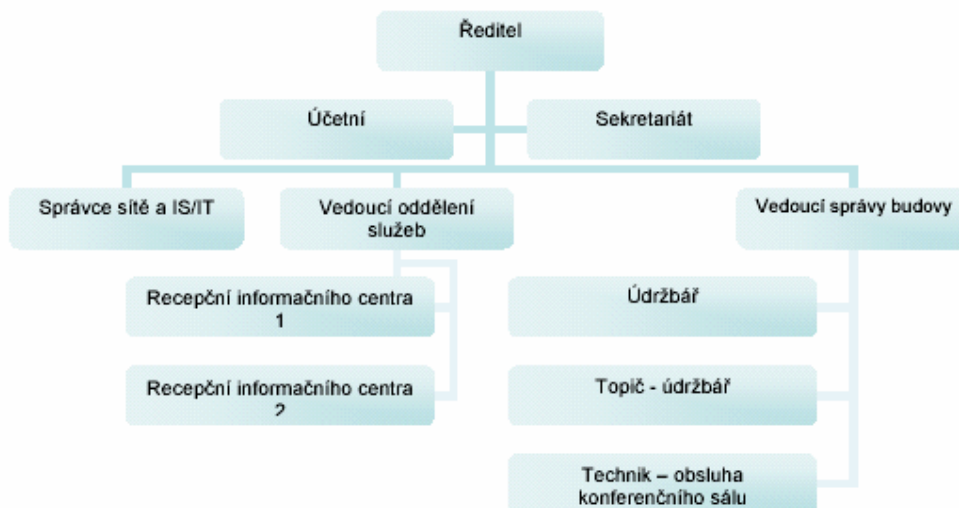 Ředitel
Účetní
Sekretariát
Správce sítě a IS/IT
Vedoucí oddělení
služeb
Vedoucí správy budovy
Recepční informačního centra
1
Údržbář
Recepční informačního centra
2
Topič - údržbář
Technik – obsluha
konferenčního sálu